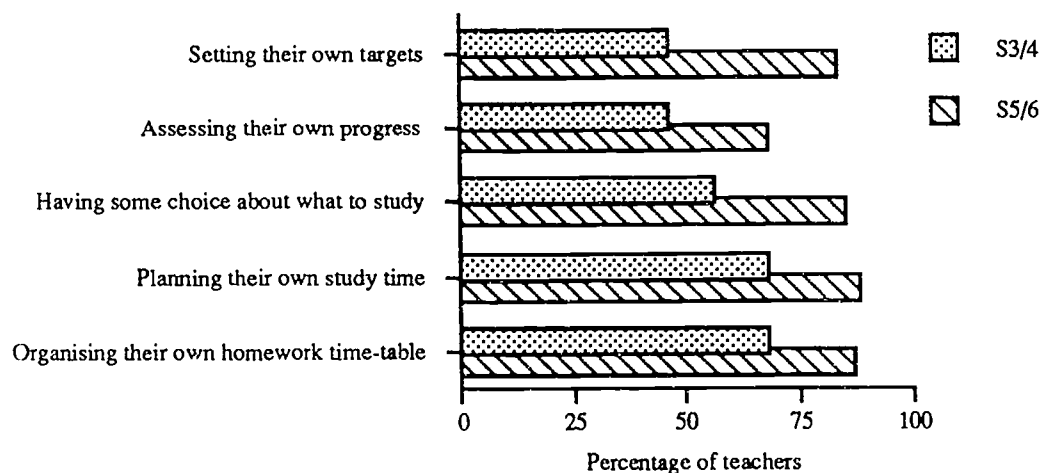 Setting their own targets
Assessing their own progress
Having some choice about what to study
Planning their own study time
Organising their own homework time-table
S3/4
S5/6
0 25 50 75 100
Percentage of teachers